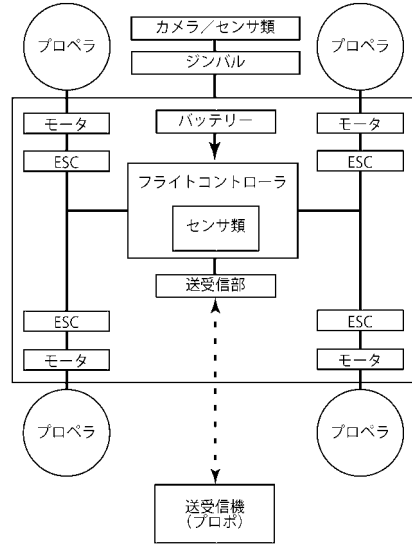 プロペラ
カメラ／センサ類
プロペラ
ジンバル
モータ
バッテリー
モータ
ESC
ESC
フライトコントローラ
センサ類
送受信部
ESC
ESC
モータ
モータ
プロペラ
プロペラ
送受信機
（プロポ）